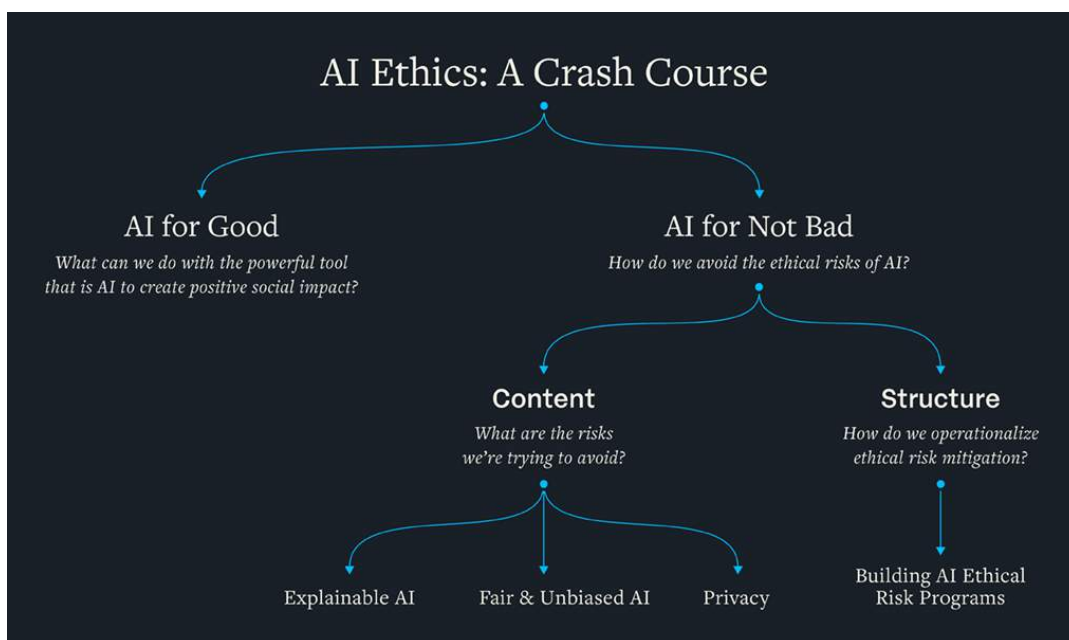 AI Ethics: A Crash Course
AI for Good
What can we do with the powerful tool
that is AI to create positive social impact?
AI for Not Bad
How do we avoid the ethical risks of AI?
Content
What are the risks
we're trying to avoid?
Structure
How do we operationalize
ethical risk mitigation?
Explainable AI
Fair & Unbiased AI
Privacy
Building AI Ethical
Risk Programs